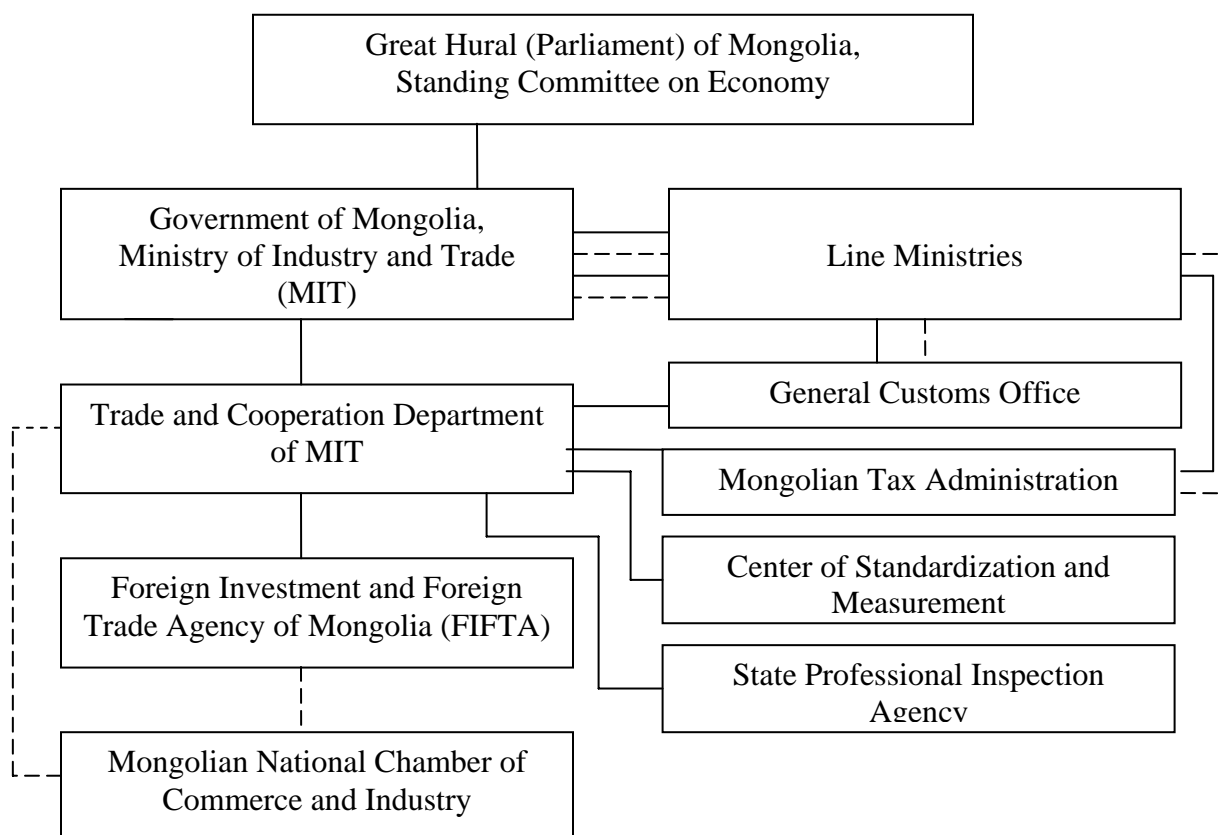 Great Hural (Parliament) of Mongolia,
Standing Committee on Economy
Government of Mongolia,
Ministry of Industry and Trade
(MIT)
Line Ministries
General Customs Office
Trade and Cooperation Department
of MIT
Mongolian Tax Administration
Center of Standardization and
Measurement
Foreign Investment and Foreign
Trade Agency of Mongolia (FIFTA)
State Professional Inspection
Agency
Mongolian National Chamber of
Commerce and Industry